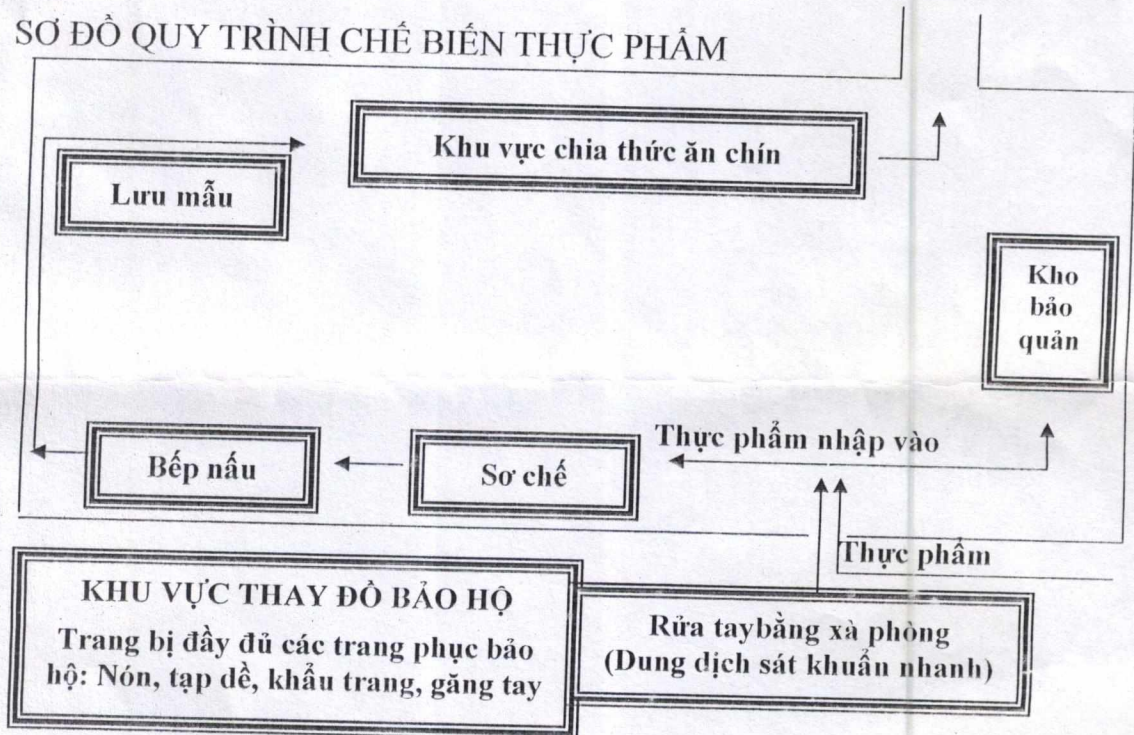 SƠ ĐỒ QUY TRÌNH CHẾ BIẾN THỰC PHẨM
Khu vực chia thức ăn chín
Lưu mẫu
Kho
bảo
quản
Thực phẩm nhập vào
Bếp nấu
Sơ chế
Thực phẩm
KHU VỰC THAY ĐỒ BẢO HỘ
Trang bị đầy đủ các trang phục bảo
hộ: Nón, tạp dề, khẩu trang, găng tay
Rửa taybằng xà phòng
(Dung dịch sát khuẩn nhanh)